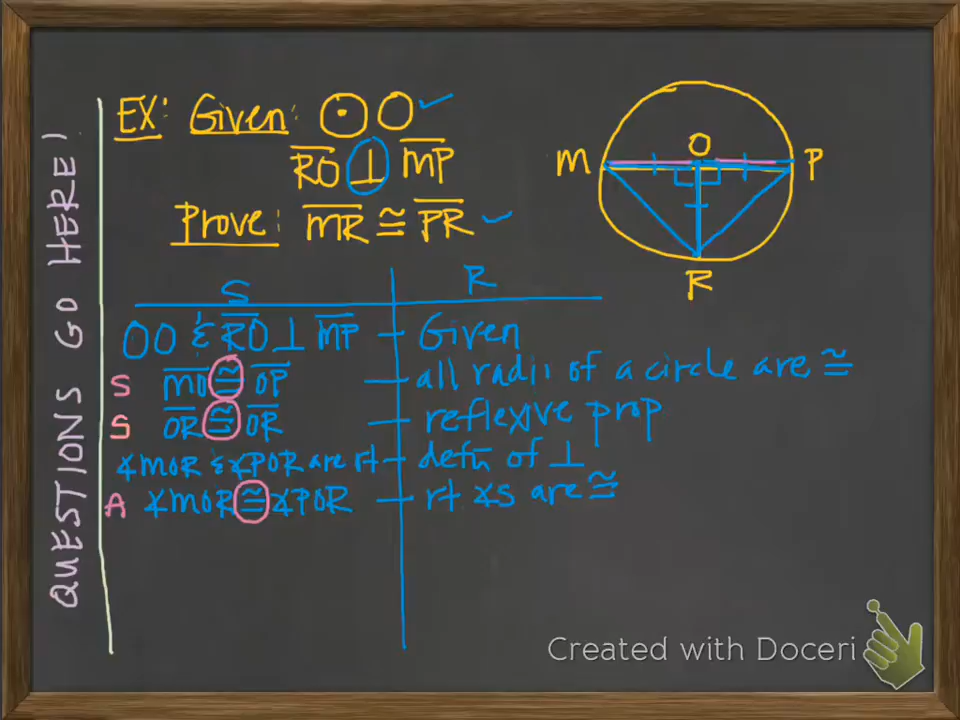 QUESTIONS GO HERE!
EX: Given: ⊙ O
RO ⊥ MP
Prove: MR ≅ PR
M O P
R
S R
⊙O & RO ⊥ MP - Given
S MO ≅ OP - all radii of a circle are ≅
S OR ≅ OR - reflexive prop
∡MOR & ∡POR are rt - defn of ⊥
A ∡MOR ≅ ∡POR - rt ∡s are ≅
Created with Doceri